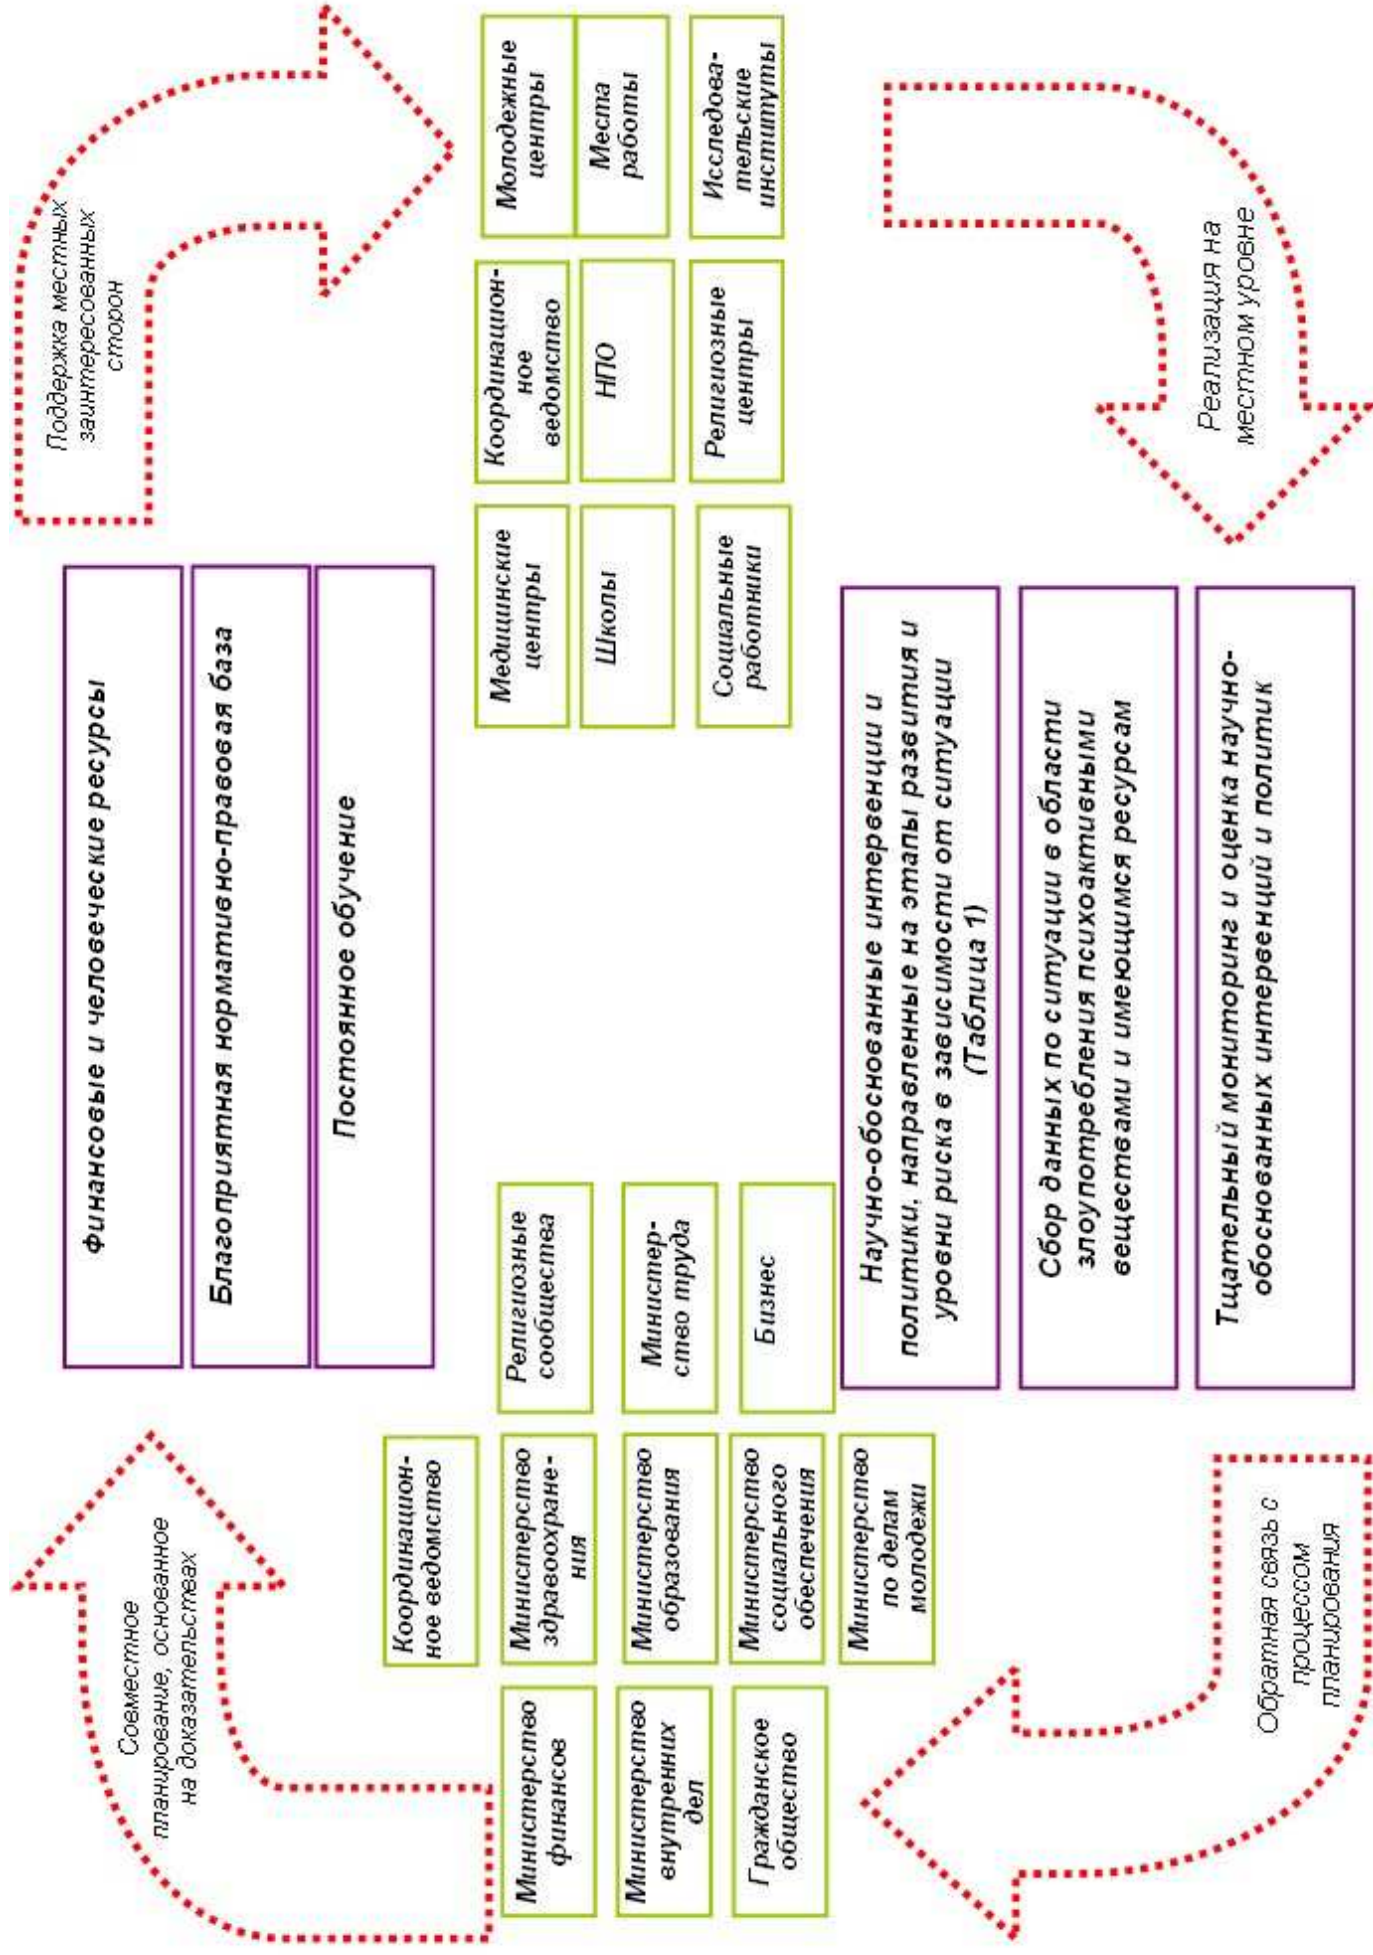 Совместное
планирование, основанное
на доказательствах
Финансовые и человеческие ресурсы
Благоприятная нормативно-правовая база
Постоянное обучение
Поддержка местных
заинтересованных
сторон
Координацион-
ное ведомство
Министерство
финансов
Министерство
здравоохране-
ния
Религиозные
сообщества
Министерство
внутренних
дел
Министерство
образования
Министер-
ство труда
Гражданское
общество
Министерство
социального
обеспечения
Бизнес
Министерство
по делам
молодежи
Медицинские
центры
Координацион-
ное
ведомство
Молодежные
центры
Школы
НПО
Места
работы
Социальные
работники
Религиозные
центры
Исследова-
тельские
институты
Научно-обоснованные интервенции и
политики, направленные на этапы развития и
уровни риска в зависимости от ситуации
(Таблица 1)
Сбор данных по ситуации в области
злоупотребления психоактивными
веществами и имеющимся ресурсам
Тщательный мониторинг и оценка научно-
обоснованных интервенций и политик
Обратная связь с
процессом
планирования
Реализация на
местном уровне